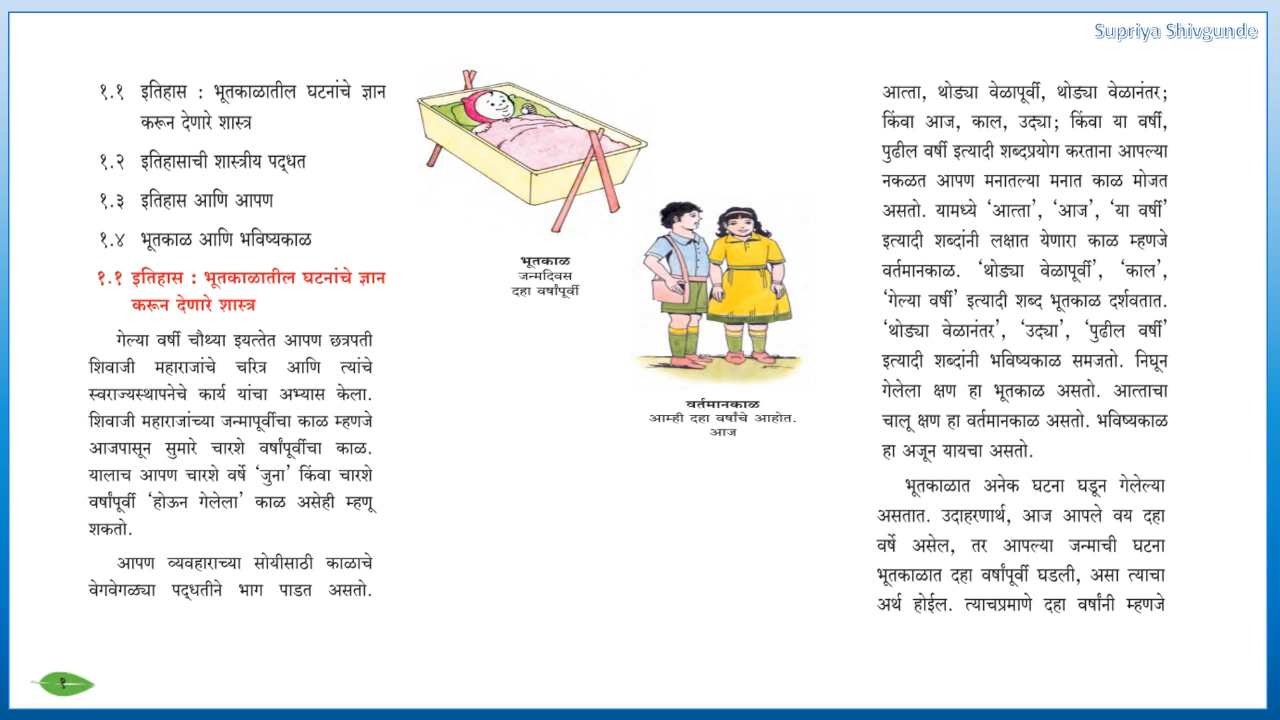 Supriya Shivgunde
१.१ इतिहास : भूतकाळातील घटनांचे ज्ञान
करून देणारे शास्त्र
१.२ इतिहासाची शास्त्रीय पद्धत
१.३ इतिहास आणि आपण
१.४ भूतकाळ आणि भविष्यकाळ
१.१ इतिहास : भूतकाळातील घटनांचे ज्ञान
करून देणारे शास्त्र
गेल्या वर्षी चौथ्या इयत्तेत आपण छत्रपती
शिवाजी महाराजांचे चरित्र आणि त्यांचे
स्वराज्यस्थापनेचे कार्य यांचा अभ्यास केला.
शिवाजी महाराजांच्या जन्मापूर्वीचा काळ म्हणजे
आजपासून सुमारे चारशे वर्षांपूर्वीचा काळ.
यालाच आपण चारशे वर्षे ‘जुना’ किंवा चारशे
वर्षांपूर्वी ‘होऊन गेलेला’ काळ असेही म्हणू
शकतो.
आपण व्यवहाराच्या सोयीसाठी काळाचे
वेगवेगळ्या पद्धतीने भाग पाडत असतो.
भूतकाळ
जन्मदिवस
दहा वर्षांपूर्वी
वर्तमानकाळ
आम्ही दहा वर्षांचे आहोत.
आज
आत्ता, थोड्या वेळापूर्वी, थोड्या वेळानंतर;
किंवा आज, काल, उद्या; किंवा या वर्षी,
पुढील वर्षी इत्यादी शब्दप्रयोग करताना आपल्या
नकळत आपण मनातल्या मनात काळ मोजत
असतो. यामध्ये ‘आत्ता’, ‘आज’, ‘या वर्षी’
इत्यादी शब्दांनी लक्षात येणारा काळ म्हणजे
वर्तमानकाळ. ‘थोड्या वेळापूर्वी’, ‘काल’,
‘गेल्या वर्षी’ इत्यादी शब्द भूतकाळ दर्शवतात.
‘थोड्या वेळानंतर’, ‘उद्या’, ‘पुढील वर्षी’
इत्यादी शब्दांनी भविष्यकाळ समजतो. निघून
गेलेला क्षण हा भूतकाळ असतो. आत्ताचा
चालू क्षण हा वर्तमानकाळ असतो. भविष्यकाळ
हा अजून यायचा असतो.
भूतकाळात अनेक घटना घडून गेलेल्या
असतात. उदाहरणार्थ, आज आपले वय दहा
वर्षे असेल, तर आपल्या जन्माची घटना
भूतकाळात दहा वर्षांपूर्वी घडली, असा त्याचा
अर्थ होईल. त्याचप्रमाणे दहा वर्षांनी म्हणजे
१